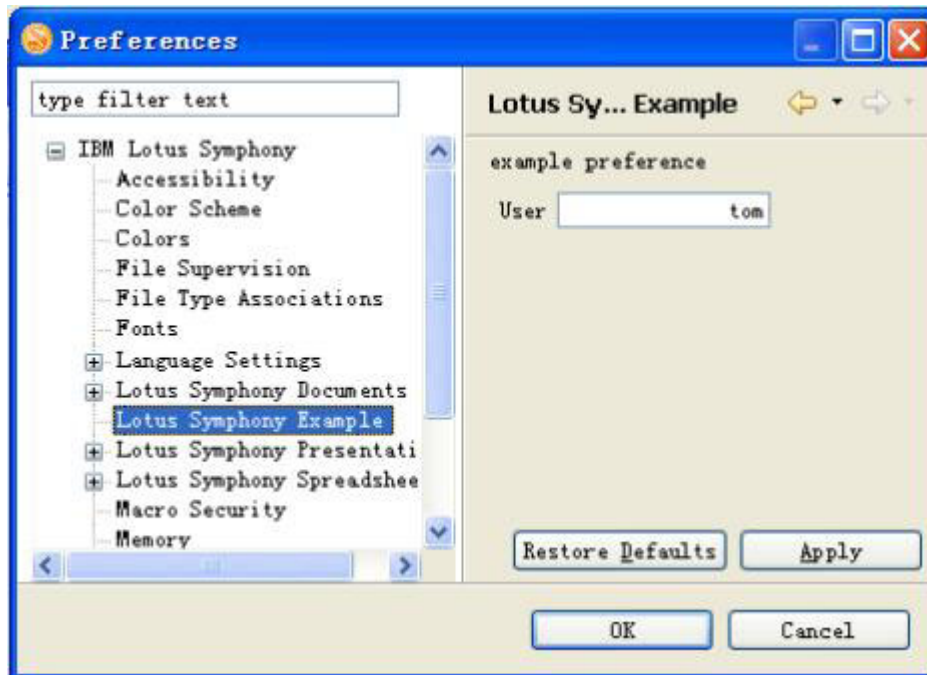 Preferences
type filter text
IBM Lotus Symphony
Accessibility
Color Scheme
Colors
File Supervision
File Type Associations
Fonts
Language Settings
Lotus Symphony Documents
Lotus Symphony Example
Lotus Symphony Presentati
Lotus Symphony Spreadshee
Macro Security
Memory
Lotus Sy... Example
example preference
User tom
Restore Defaults Apply
OK Cancel